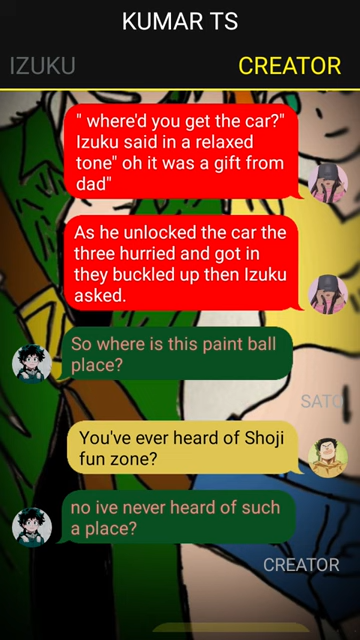 KUMAR TS
IZUKU
CREATOR
" where'd you get the car?"
Izuku said in a relaxed
tone" oh it was a gift from
dad"
As he unlocked the car the
three hurried and got in
they buckled up then Izuku
asked.
So where is this paint ball
place?
SATO
You've ever heard of Shoji
fun zone?
no ive never heard of such
a place?
CREATOR